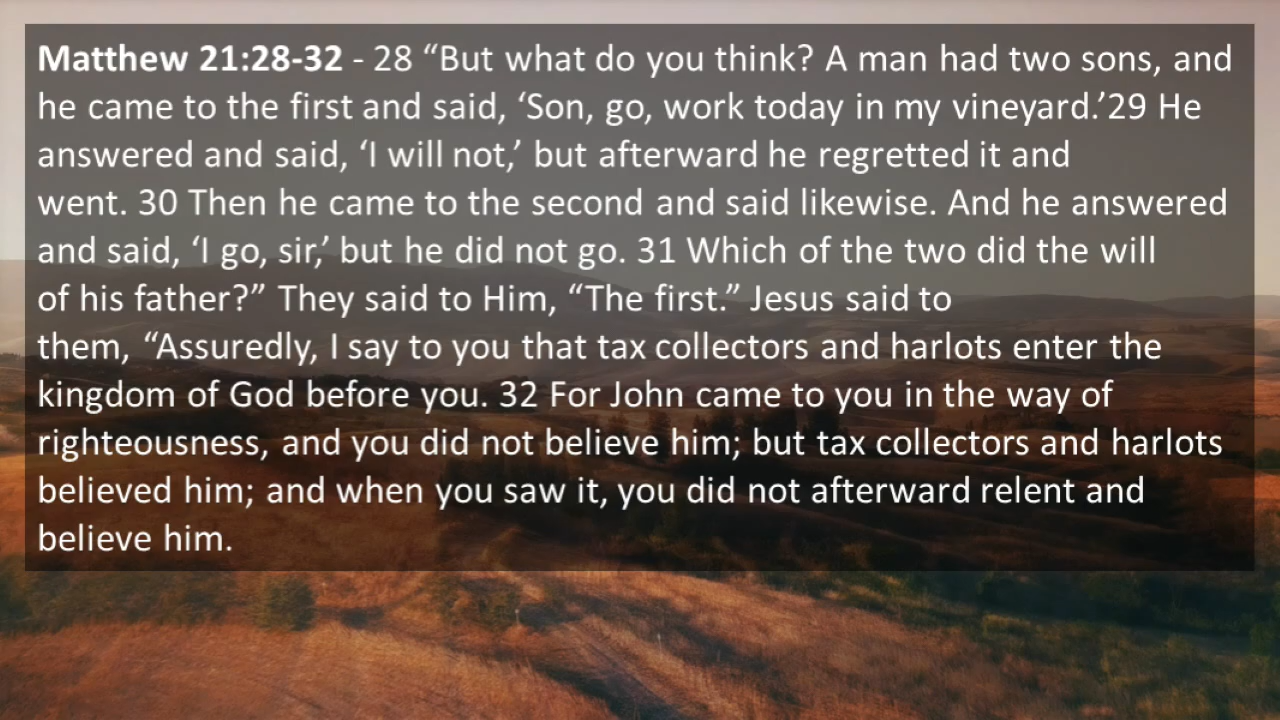 Matthew 21:28-32 - 28 “But what do you think? A man had two sons, and
he came to the first and said, ‘Son, go, work today in my vineyard.’29 He
answered and said, ‘I will not,’ but afterward he regretted it and
went. 30 Then he came to the second and said likewise. And he answered
and said, ‘I go, sir,’ but he did not go. 31 Which of the two did the will
of his father?” They said to Him, “The first.” Jesus said to
them, “Assuredly, I say to you that tax collectors and harlots enter the
kingdom of God before you. 32 For John came to you in the way of
righteousness, and you did not believe him; but tax collectors and harlots
believed him; and when you saw it, you did not afterward relent and
believe him.